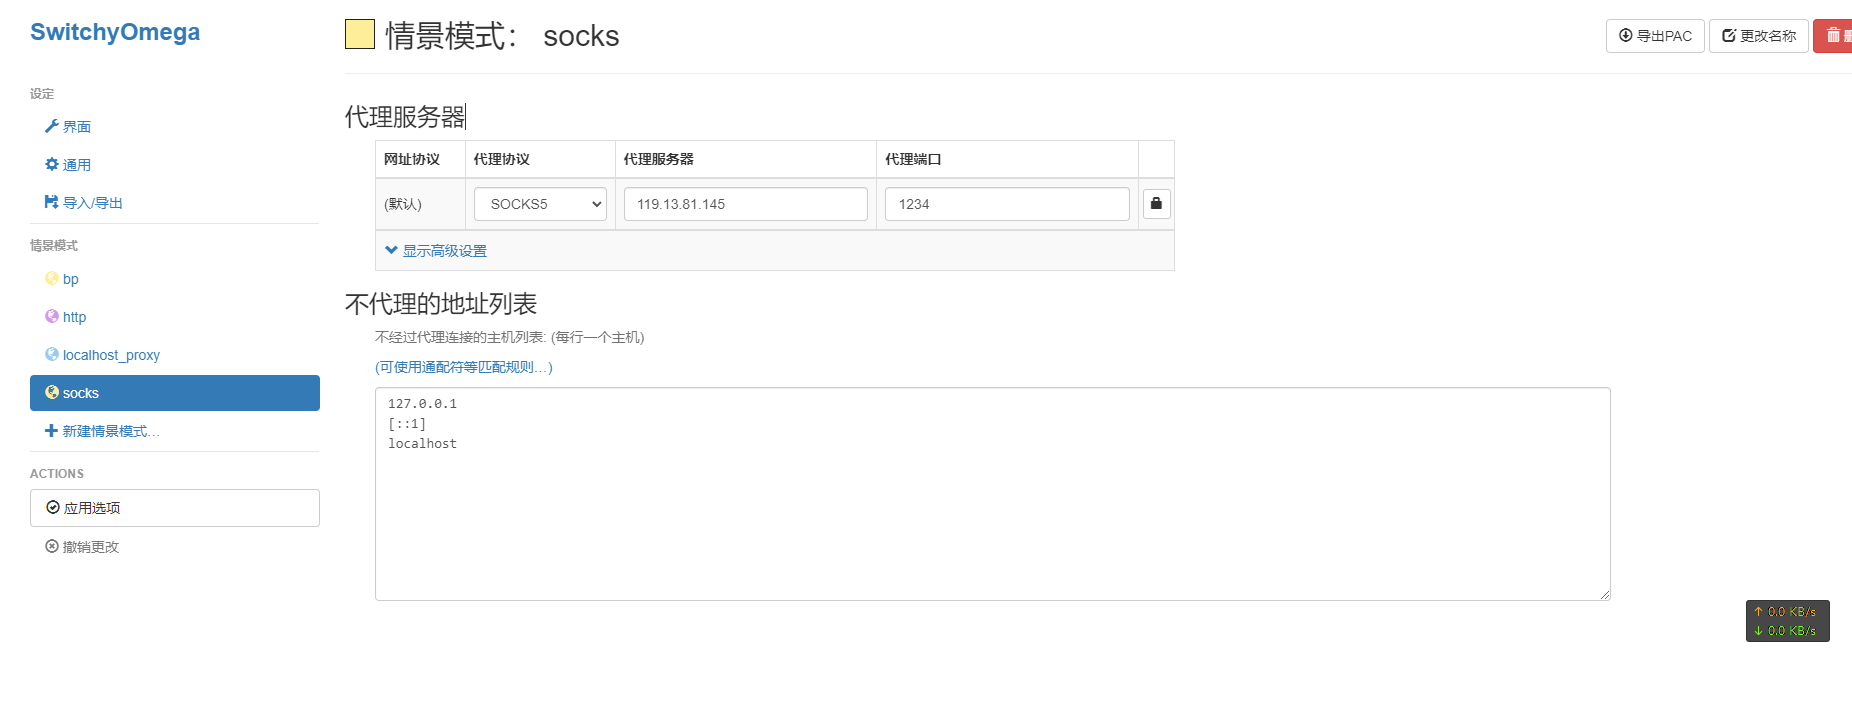 SwitchyOmega
设定
界面
通用
导入/导出
情景模式
bp
http
localhost_proxy
socks
新建情景模式...
ACTIONS
应用选项
撤销更改
情景模式： socks
导出PAC
更改名称
代理服务器
网址协议 代理协议 代理服务器 代理端口
(默认) SOCKS5 119.13.81.145 1234
显示高级设置
不代理的地址列表
不经过代理连接的主机列表: (每行一个主机)
(可使用通配符等匹配规则...)
127.0.0.1
[::1]
localhost
↑ 0.0 KB/s
↓ 0.0 KB/s